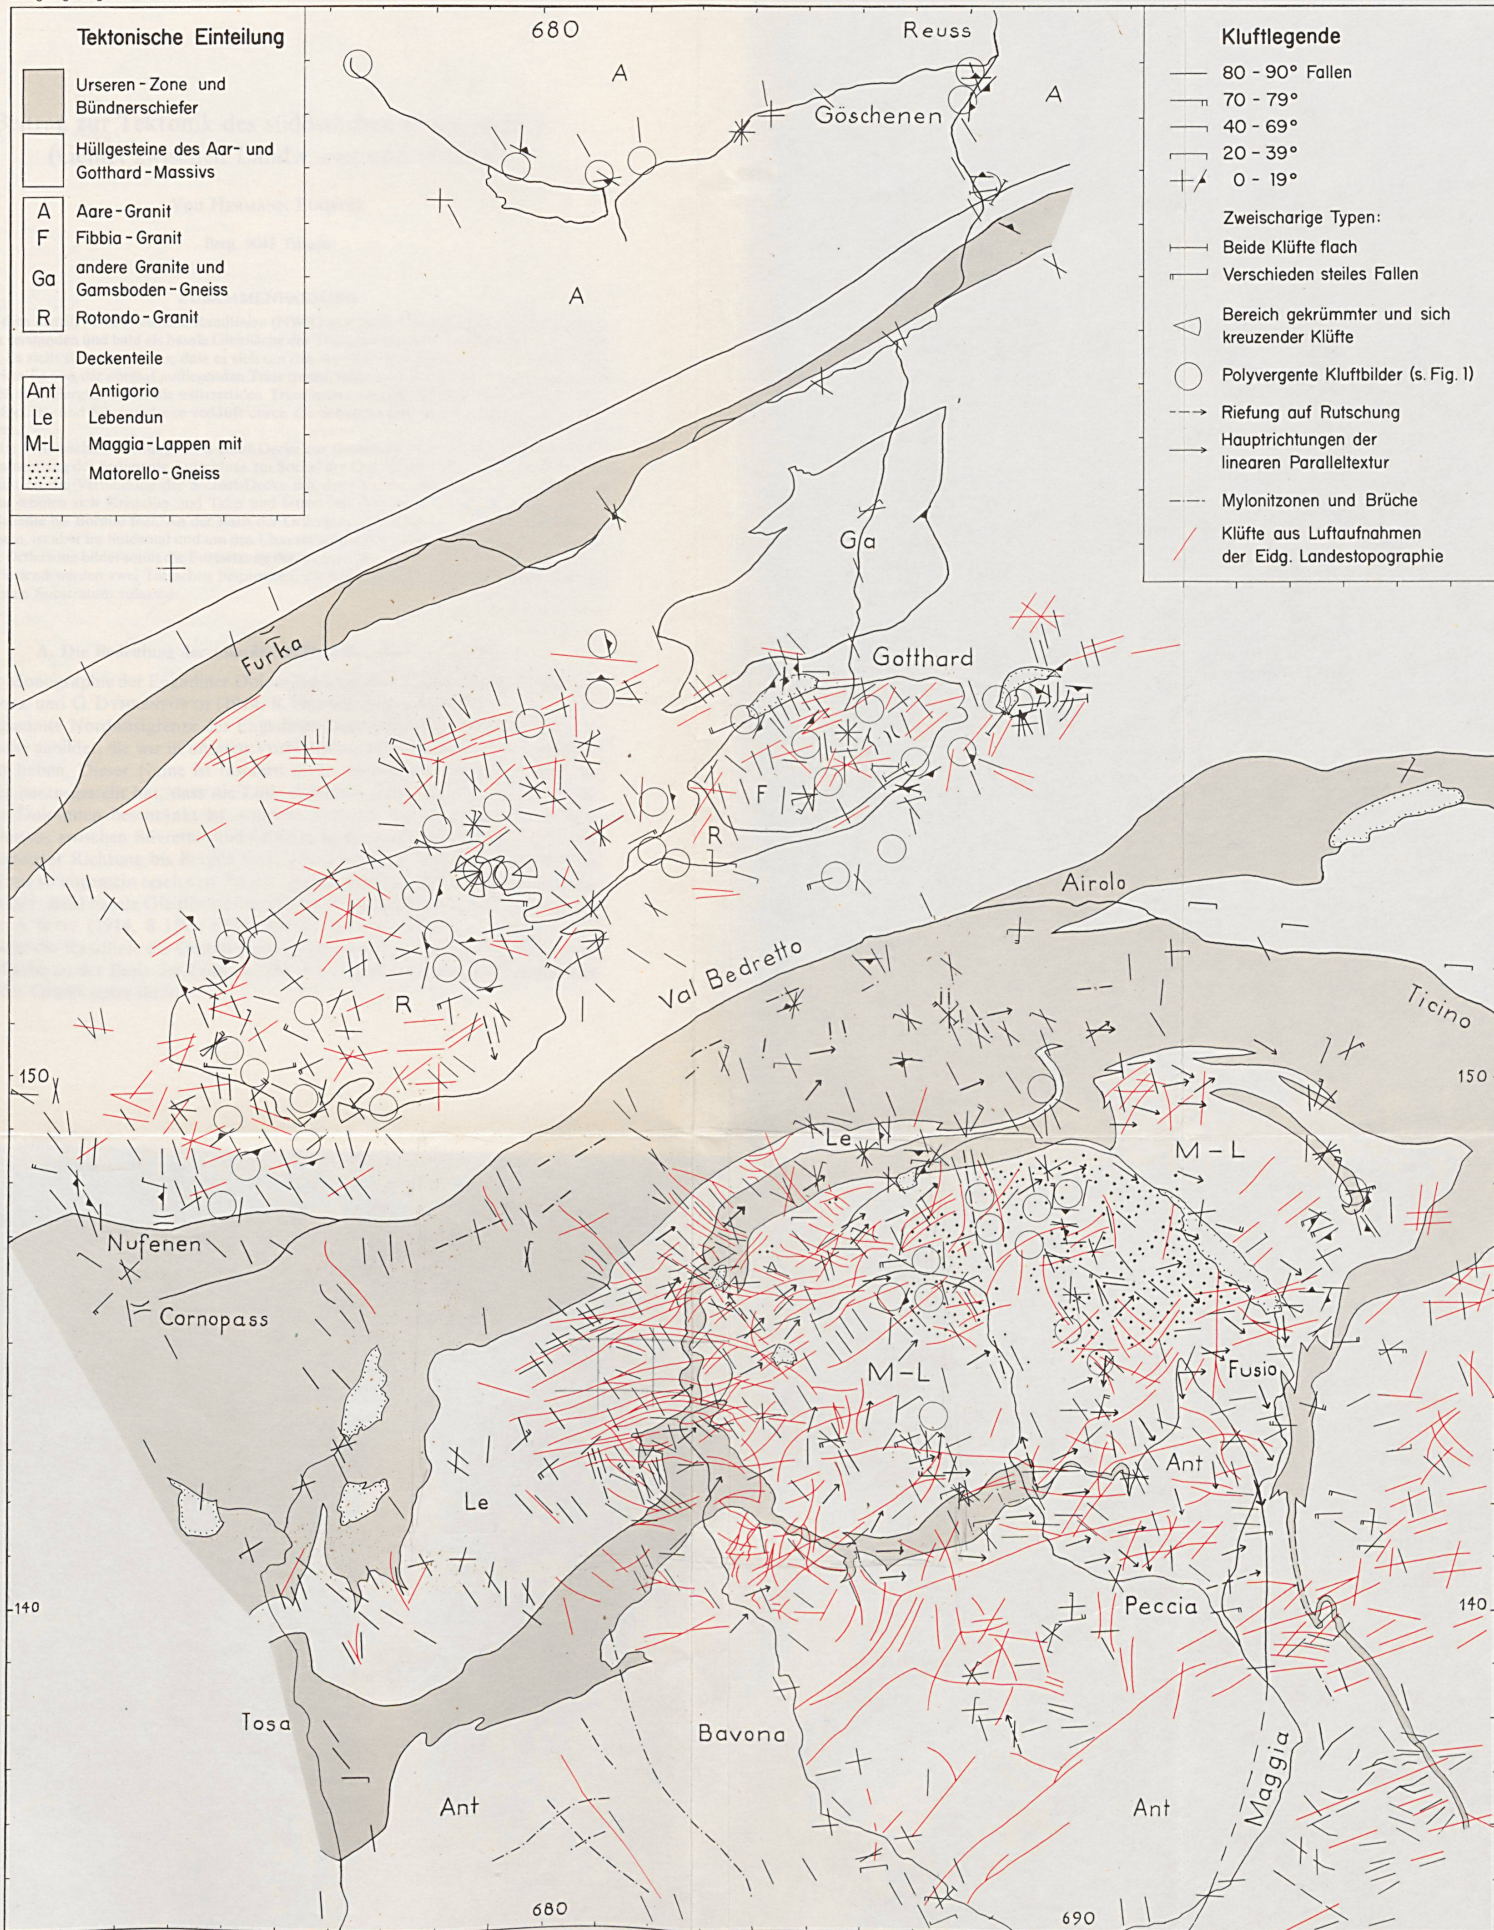 Tektonische Einteilung
Urseren-Zone und
Bündnerschiefer
Hüllgesteine des Aar- und
Gotthard-Massivs
A Aare-Granit
F Fibbia-Granit
Ga andere Granite und
Gamsboden-Gneiss
R Rotondo-Granit
Deckenteile
Ant Antigorio
Le Lebendun
M-L Maggia-Lappen mit
Matorello-Gneiss
Kluftlegende
80-90° Fallen
70-79°
40-69°
20-39°
0-19°
Zweischarige Typen:
Beide Klüfte flach
Verschieden steiles Fallen
Bereich gekrümmter und sich
kreuzender Klüfte
Polyvergente Kluftbilder (s. Fig. 1)
Riefung auf Rutschung
Hauptrichtungen der
linearen Paralleltextur
Mylonitzonen und Brüche
Klüfte aus Luftaufnahmen
der Eidg. Landestopographie
680
Reuss
A
A
Göschenen
A
Ga
Furka
Gotthard
F
R
Airolo
Val Bedretto
R
Ticino
150
150
Le
M-L
Nufenen
Cornopass
M-L
Fusio
Ant
Le
140
Peccia
140
Tosa
Bavona
Ant
Ant
Maggia
680
690